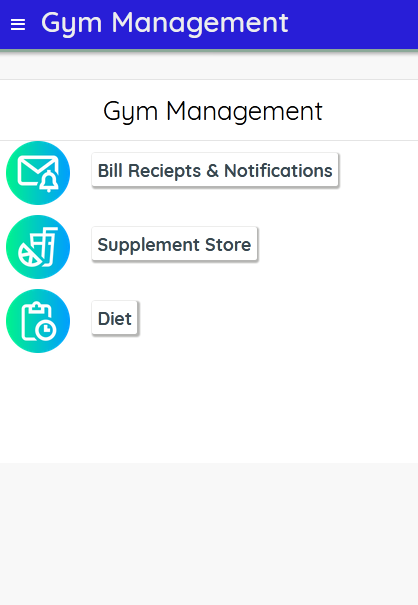 Gym Management
Gym Management
Bill Reciepts & Notifications
Supplement Store
Diet